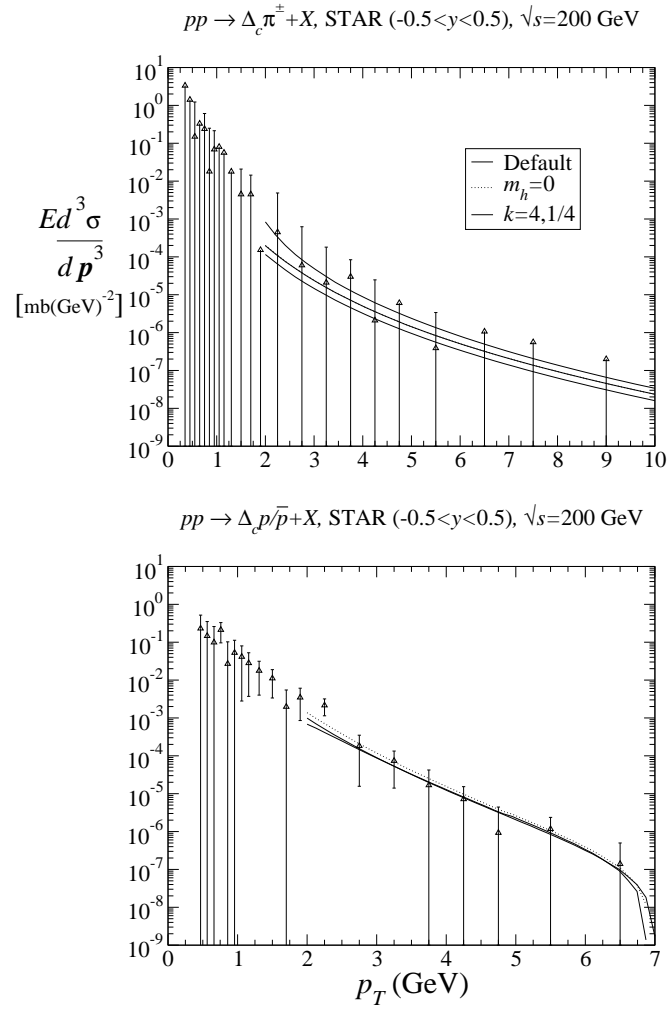 pp → Δ_c π^± +X, STAR (-0.5<y<0.5), √s=200 GeV
10^1
10^0
10^-1
10^-2
10^-3
10^-4
10^-5
10^-6
10^-7
10^-8
10^-9
Ed^3σ
dp^3
[mb(GeV)^-2]
Default
m_h=0
k=4,1/4
0 1 2 3 4 5 6 7 8 9 10
pp → Δ_c p/p̅+X, STAR (-0.5<y<0.5), √s=200 GeV
10^1
10^0
10^-1
10^-2
10^-3
10^-4
10^-5
10^-6
10^-7
10^-8
10^-9
0 1 2 3 4 5 6 7
p_T (GeV)